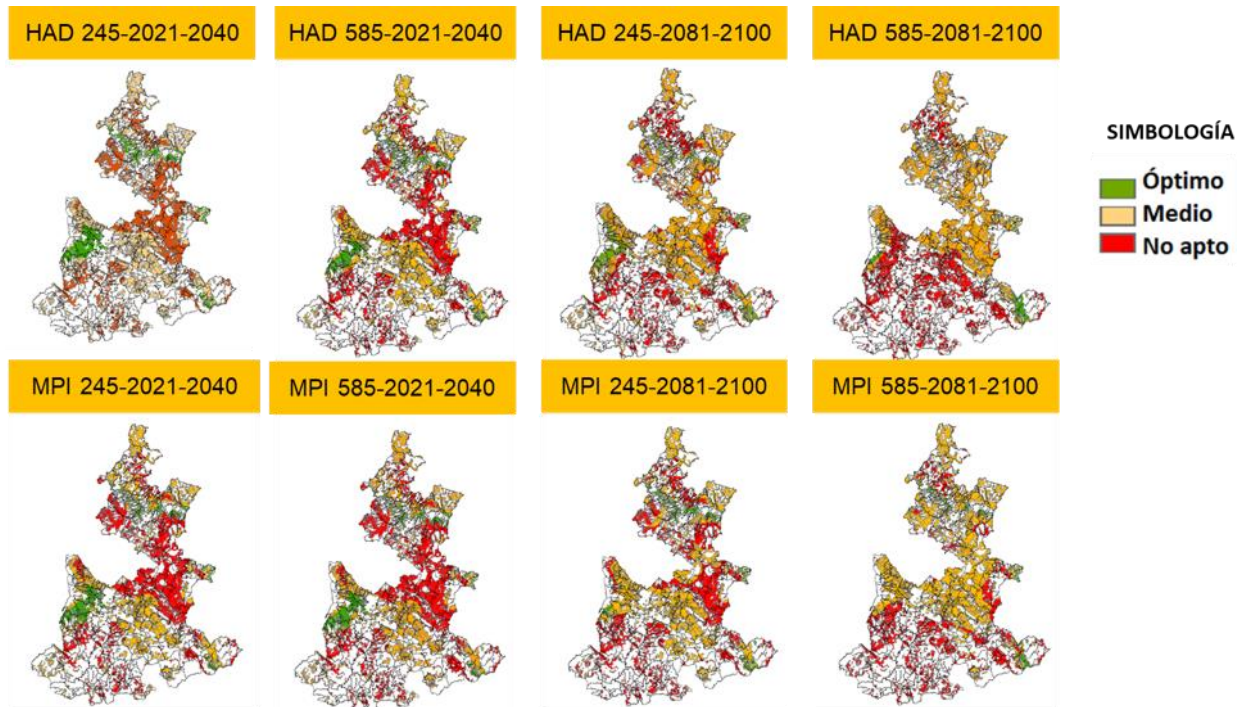 HAD 245-2021-2040
HAD 585-2021-2040
HAD 245-2081-2100
HAD 585-2081-2100
SIMBOLOGÍA
Óptimo
Medio
No apto
MPI 245-2021-2040
MPI 585-2021-2040
MPI 245-2081-2100
MPI 585-2081-2100